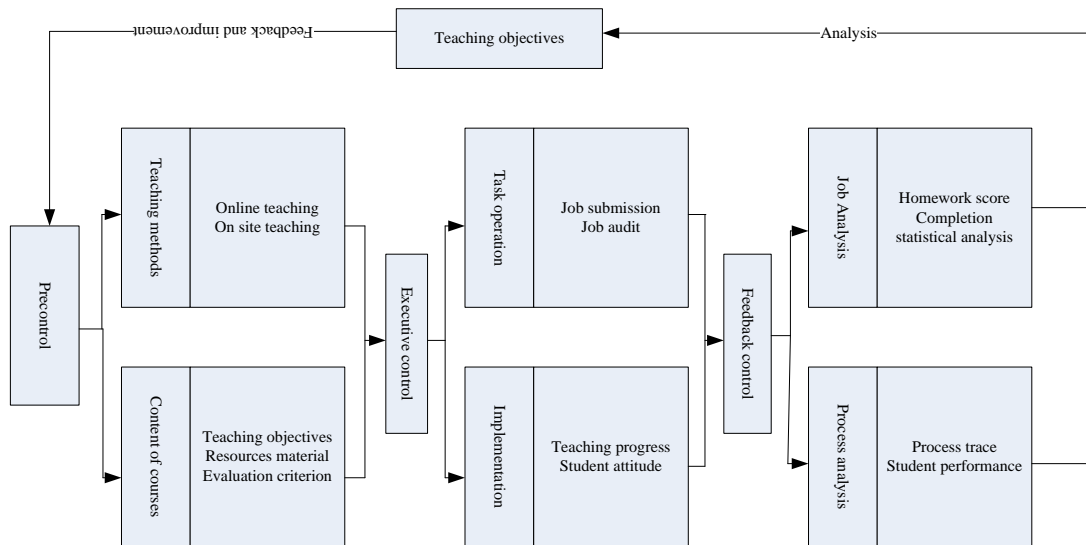 Feedback and improvement
Teaching objectives
Analysis
Precontrol
Teaching methods
Online teaching
On site teaching
Content of courses
Teaching objectives
Resources material
Evaluation criterion
Executive control
Task operation
Job submission
Job audit
Implementation
Teaching progress
Student attitude
Feedback control
Job Analysis
Homework score
Completion
statistical analysis
Process analysis
Process trace
Student performance